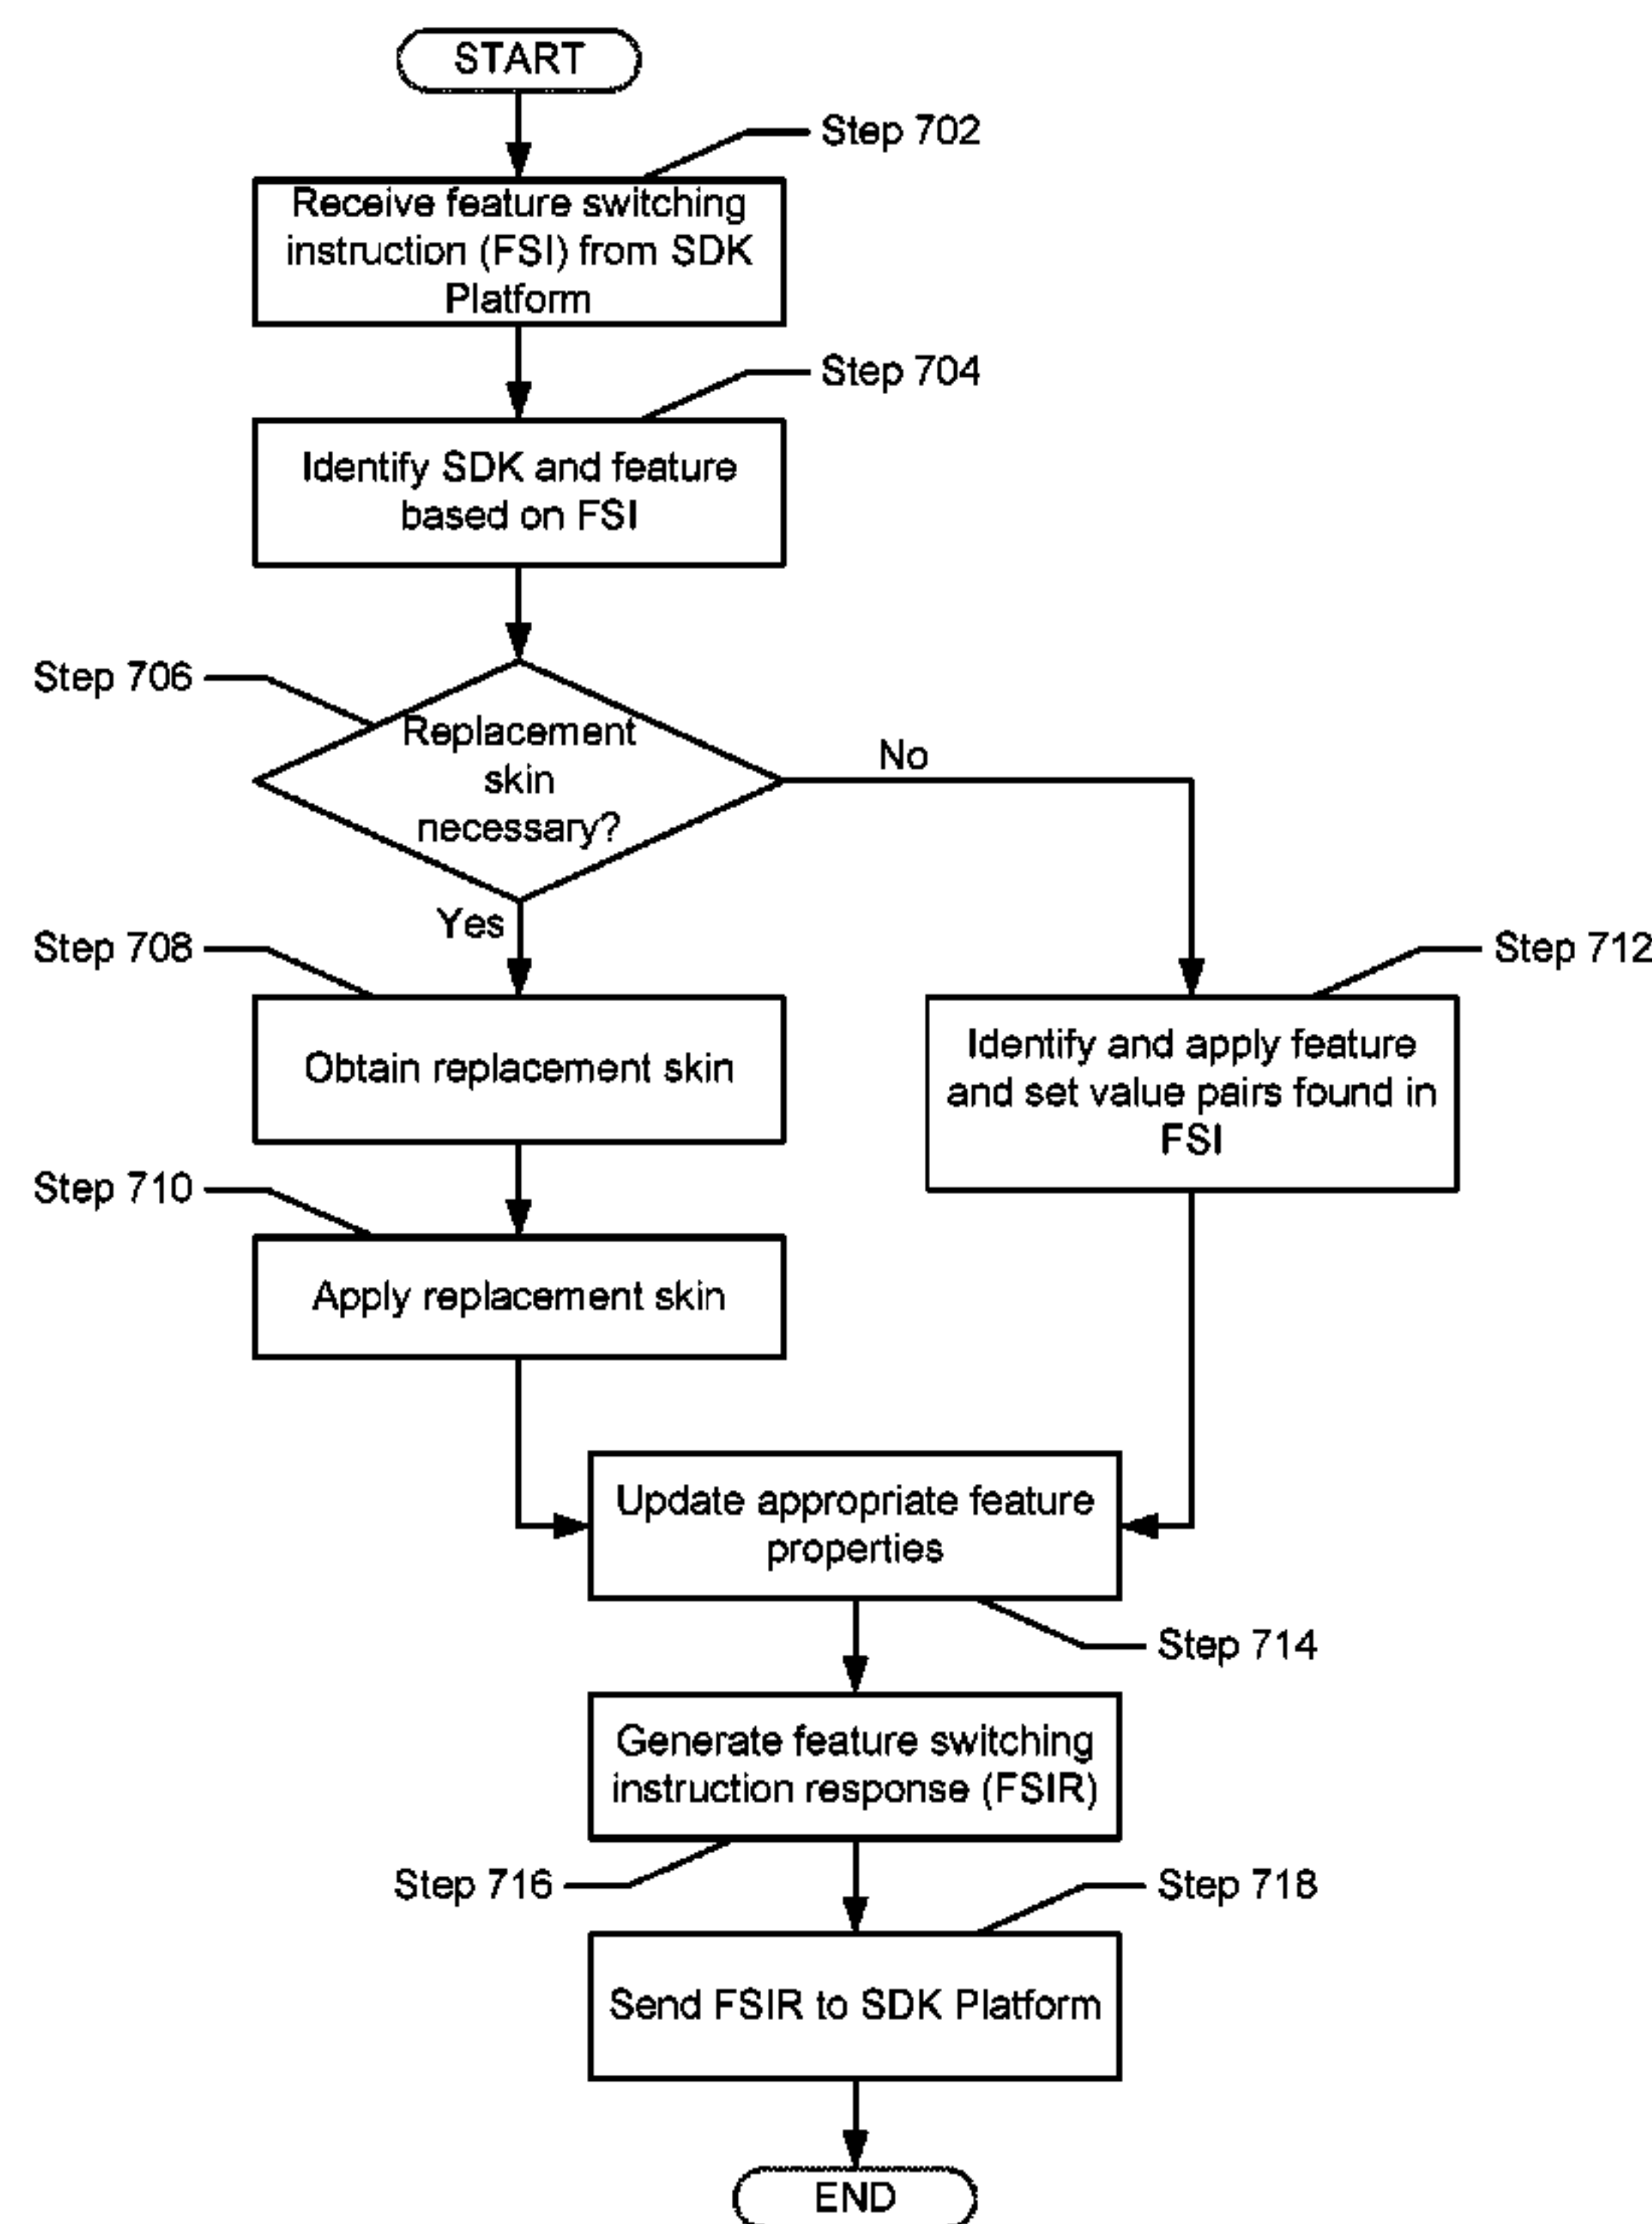 START
Step 702
Receive feature switching
instruction (FSI) from SDK
Platform
Step 704
Identify SDK and feature
based on FSI
Step 706
Replacement
skin
necessary?
No
Yes
Step 708
Obtain replacement skin
Step 712
Identify and apply feature
and set value pairs found in
FSI
Step 710
Apply replacement skin
Update appropriate feature
properties
Step 714
Generate feature switching
instruction response (FSIR)
Step 716
Step 718
Send FSIR to SDK Platform
END